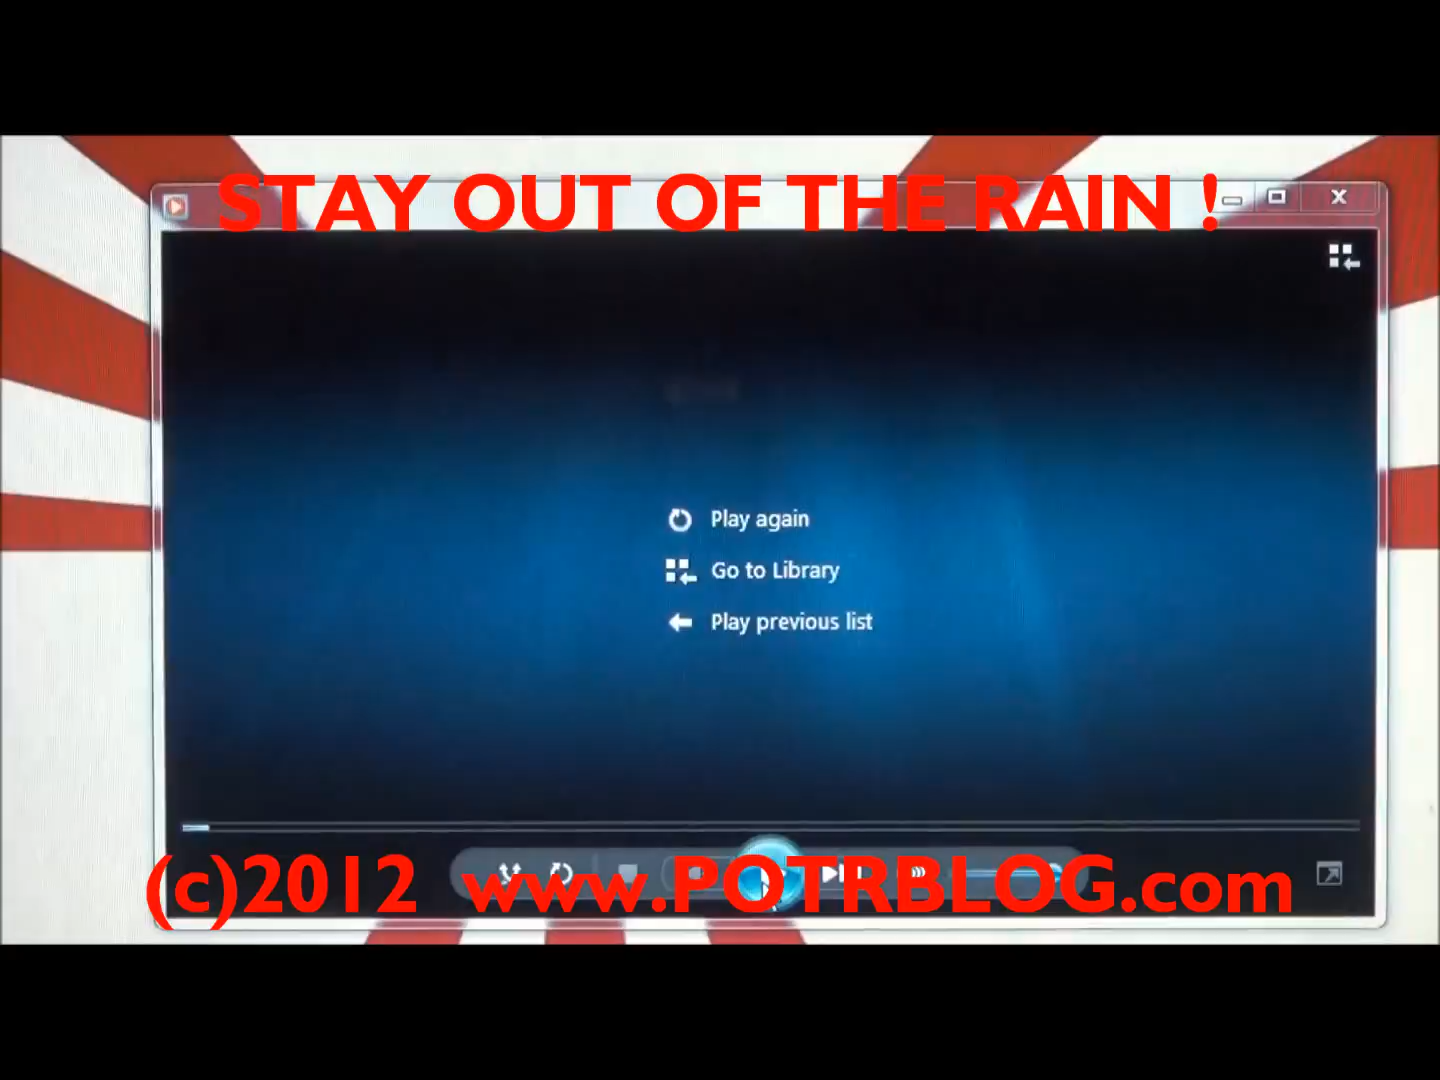 STAY OUT OF THE RAIN !
Play again
Go to Library
Play previous list
(c)2012 www.POTRBLOG.com